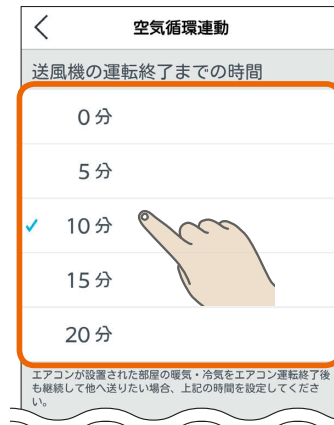 空気循環連動
送風機の運転終了までの時間
0分
5分
10分
15分
20分
エアコンが設置された部屋の暖気・冷気をエアコン運転終了後
も継続して他へ送りたい場合、上記の時間を設定してくださ
い。